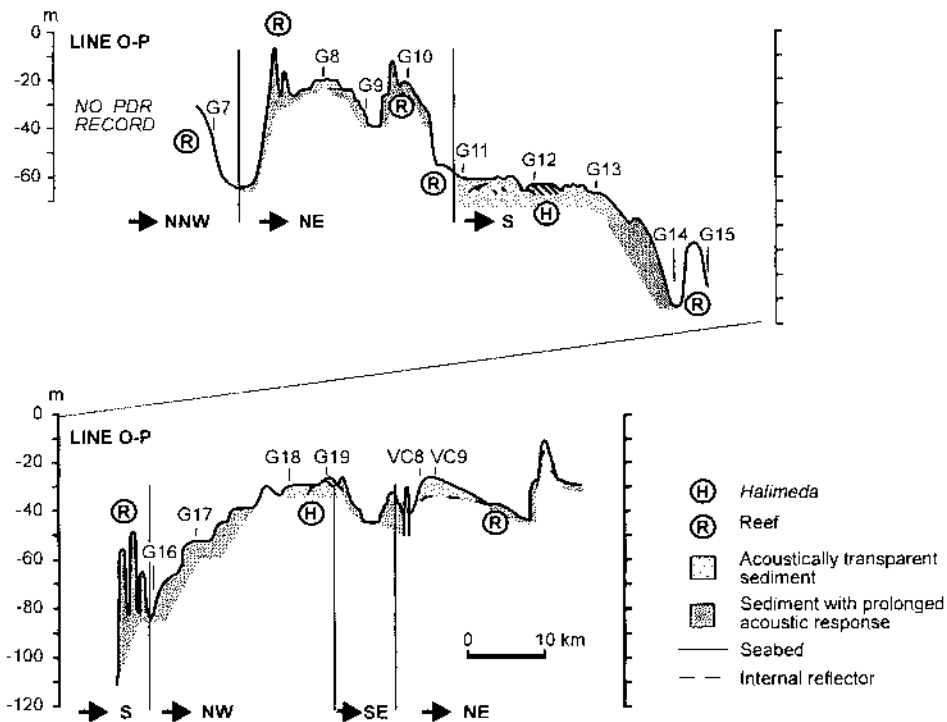 m
0
-20
-40
-60
LINE O-P
NO PDR
RECORD
R
G7
R
G8
G9
G10
R
R
G11
G12
H
G13
G14
G15
R
NNW
NE
S
m
0
-20
-40
-60
-80
-100
-120
LINE O-P
R
G16
G17
G18
G19
H
VC8
VC9
R
0
10 km
S
NW
SE
NE
H Halimeda
R Reef
Acoustically transparent
sediment
Sediment with prolonged
acoustic response
Seabed
Internal reflector